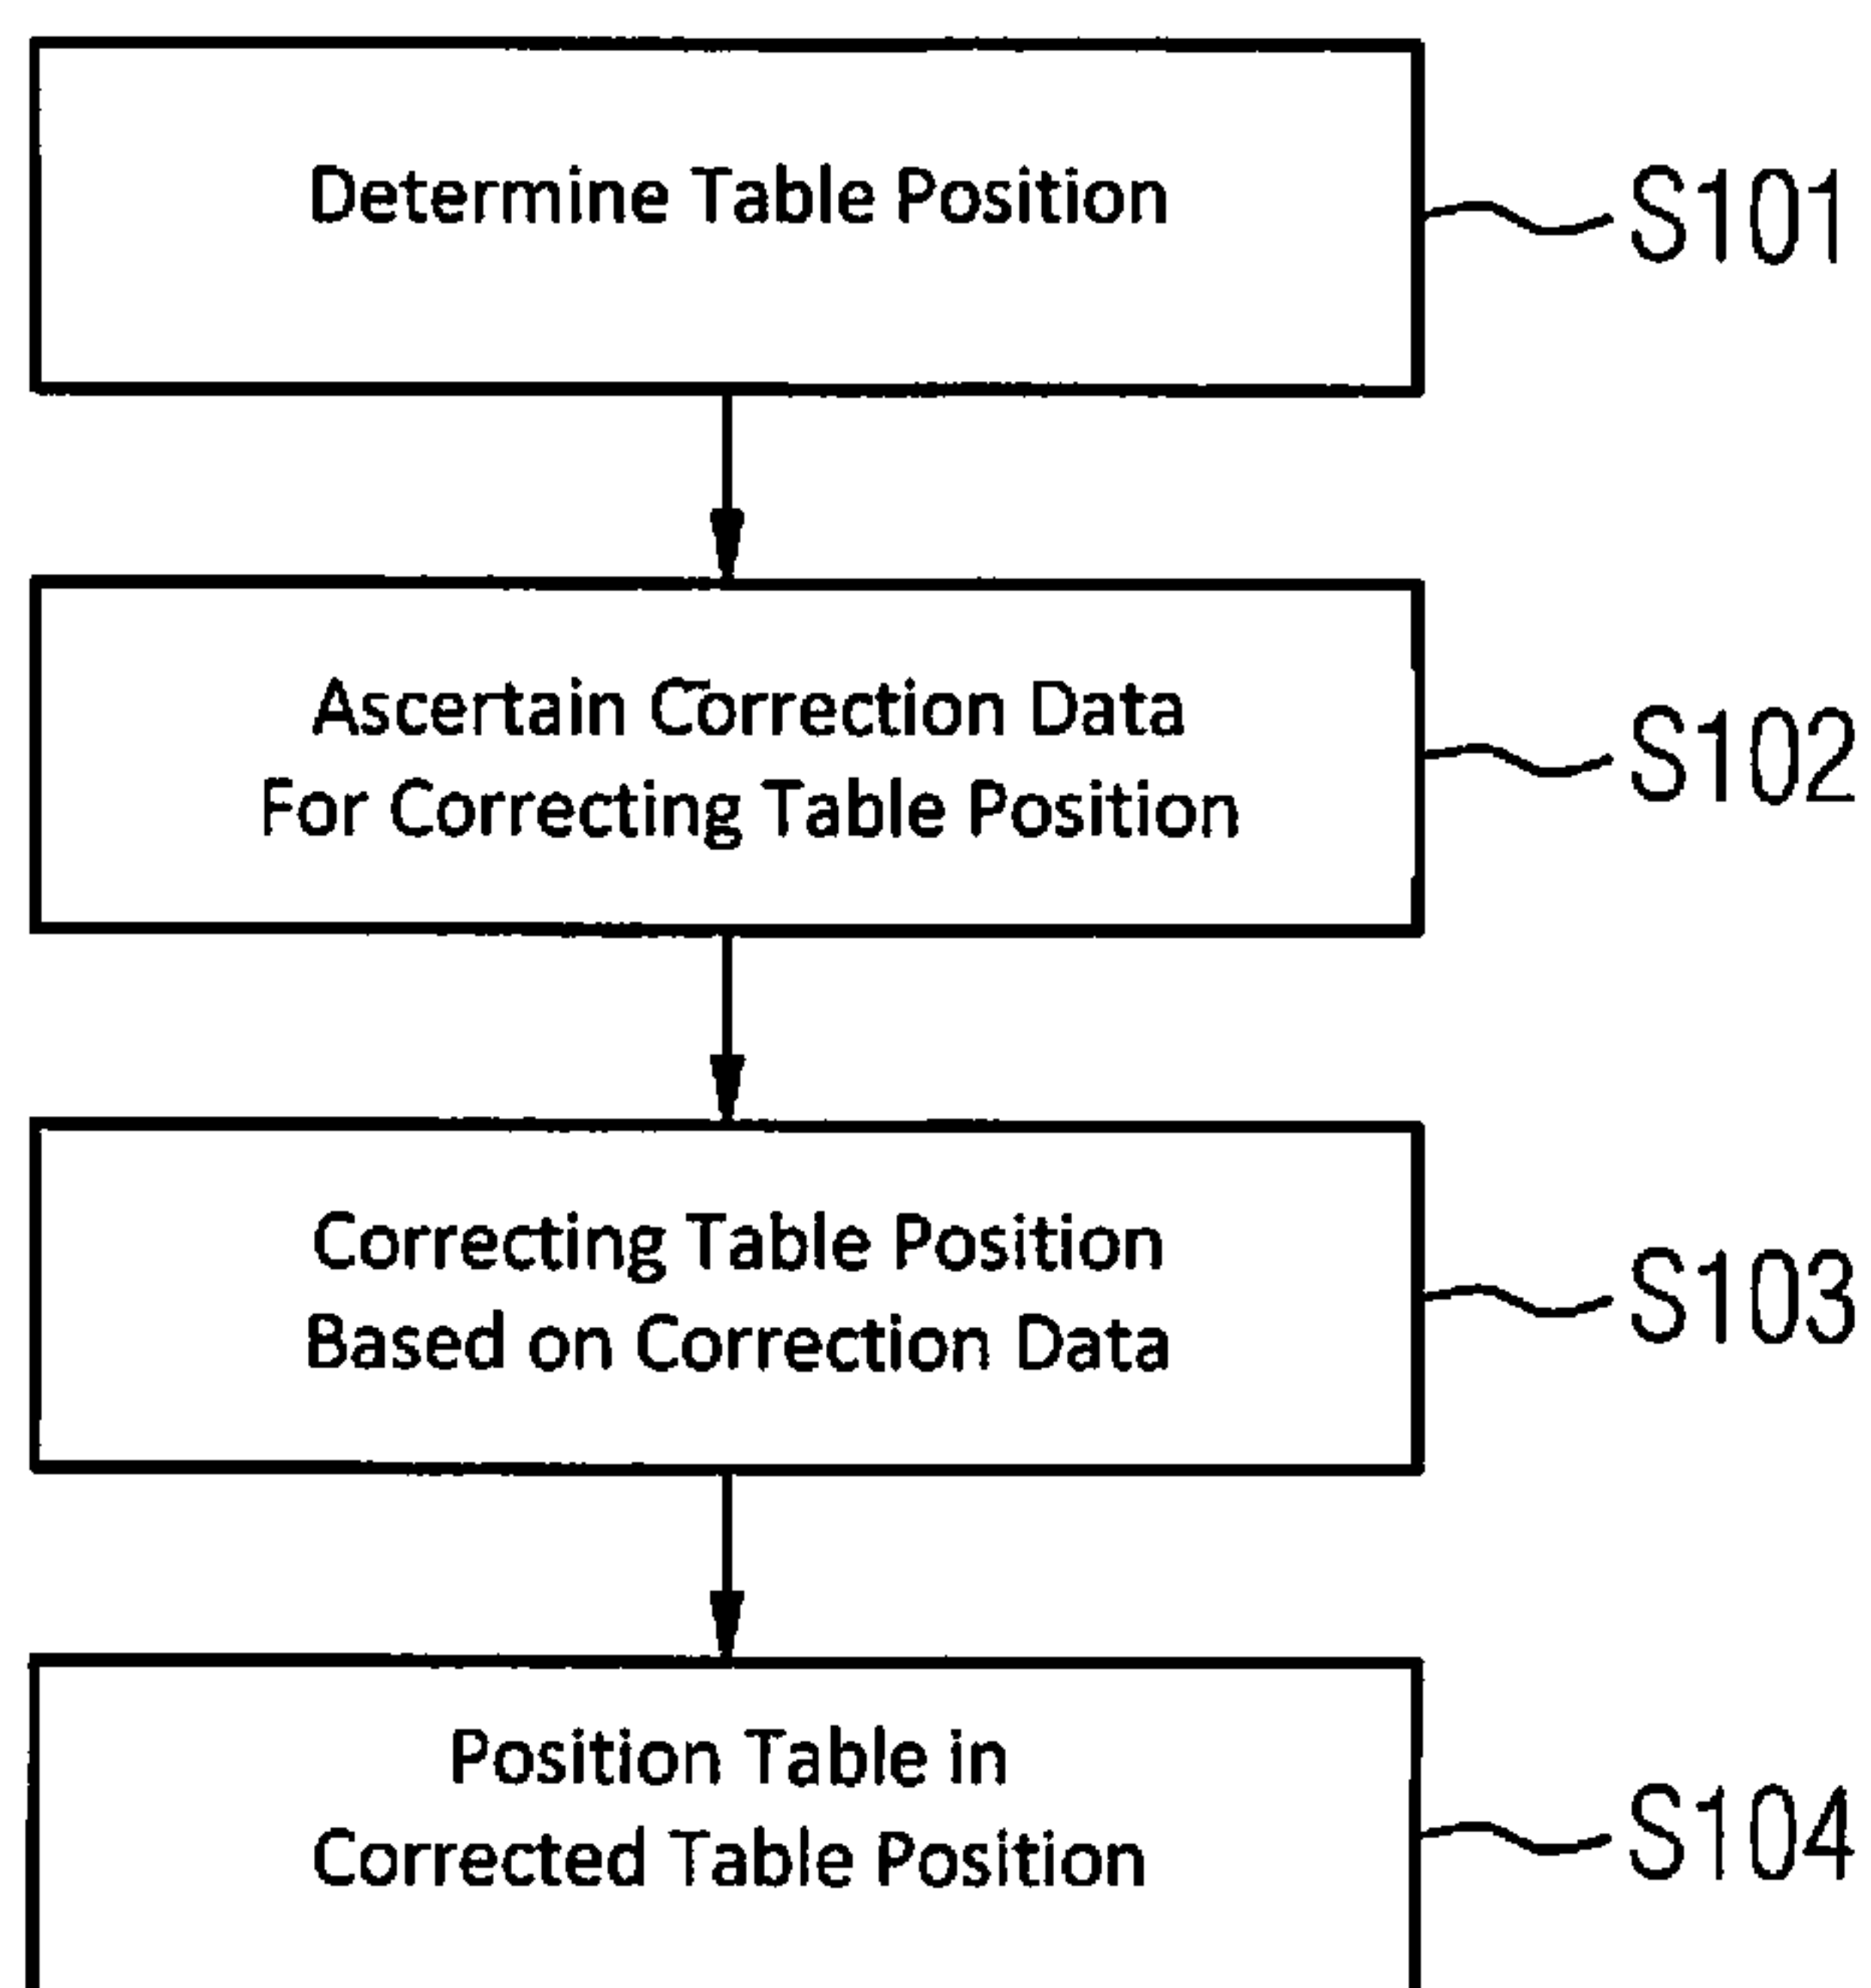 Determine Table Position
S101
Ascertain Correction Data
For Correcting Table Position
S102
Correcting Table Position
Based on Correction Data
S103
Position Table in
Corrected Table Position
S104